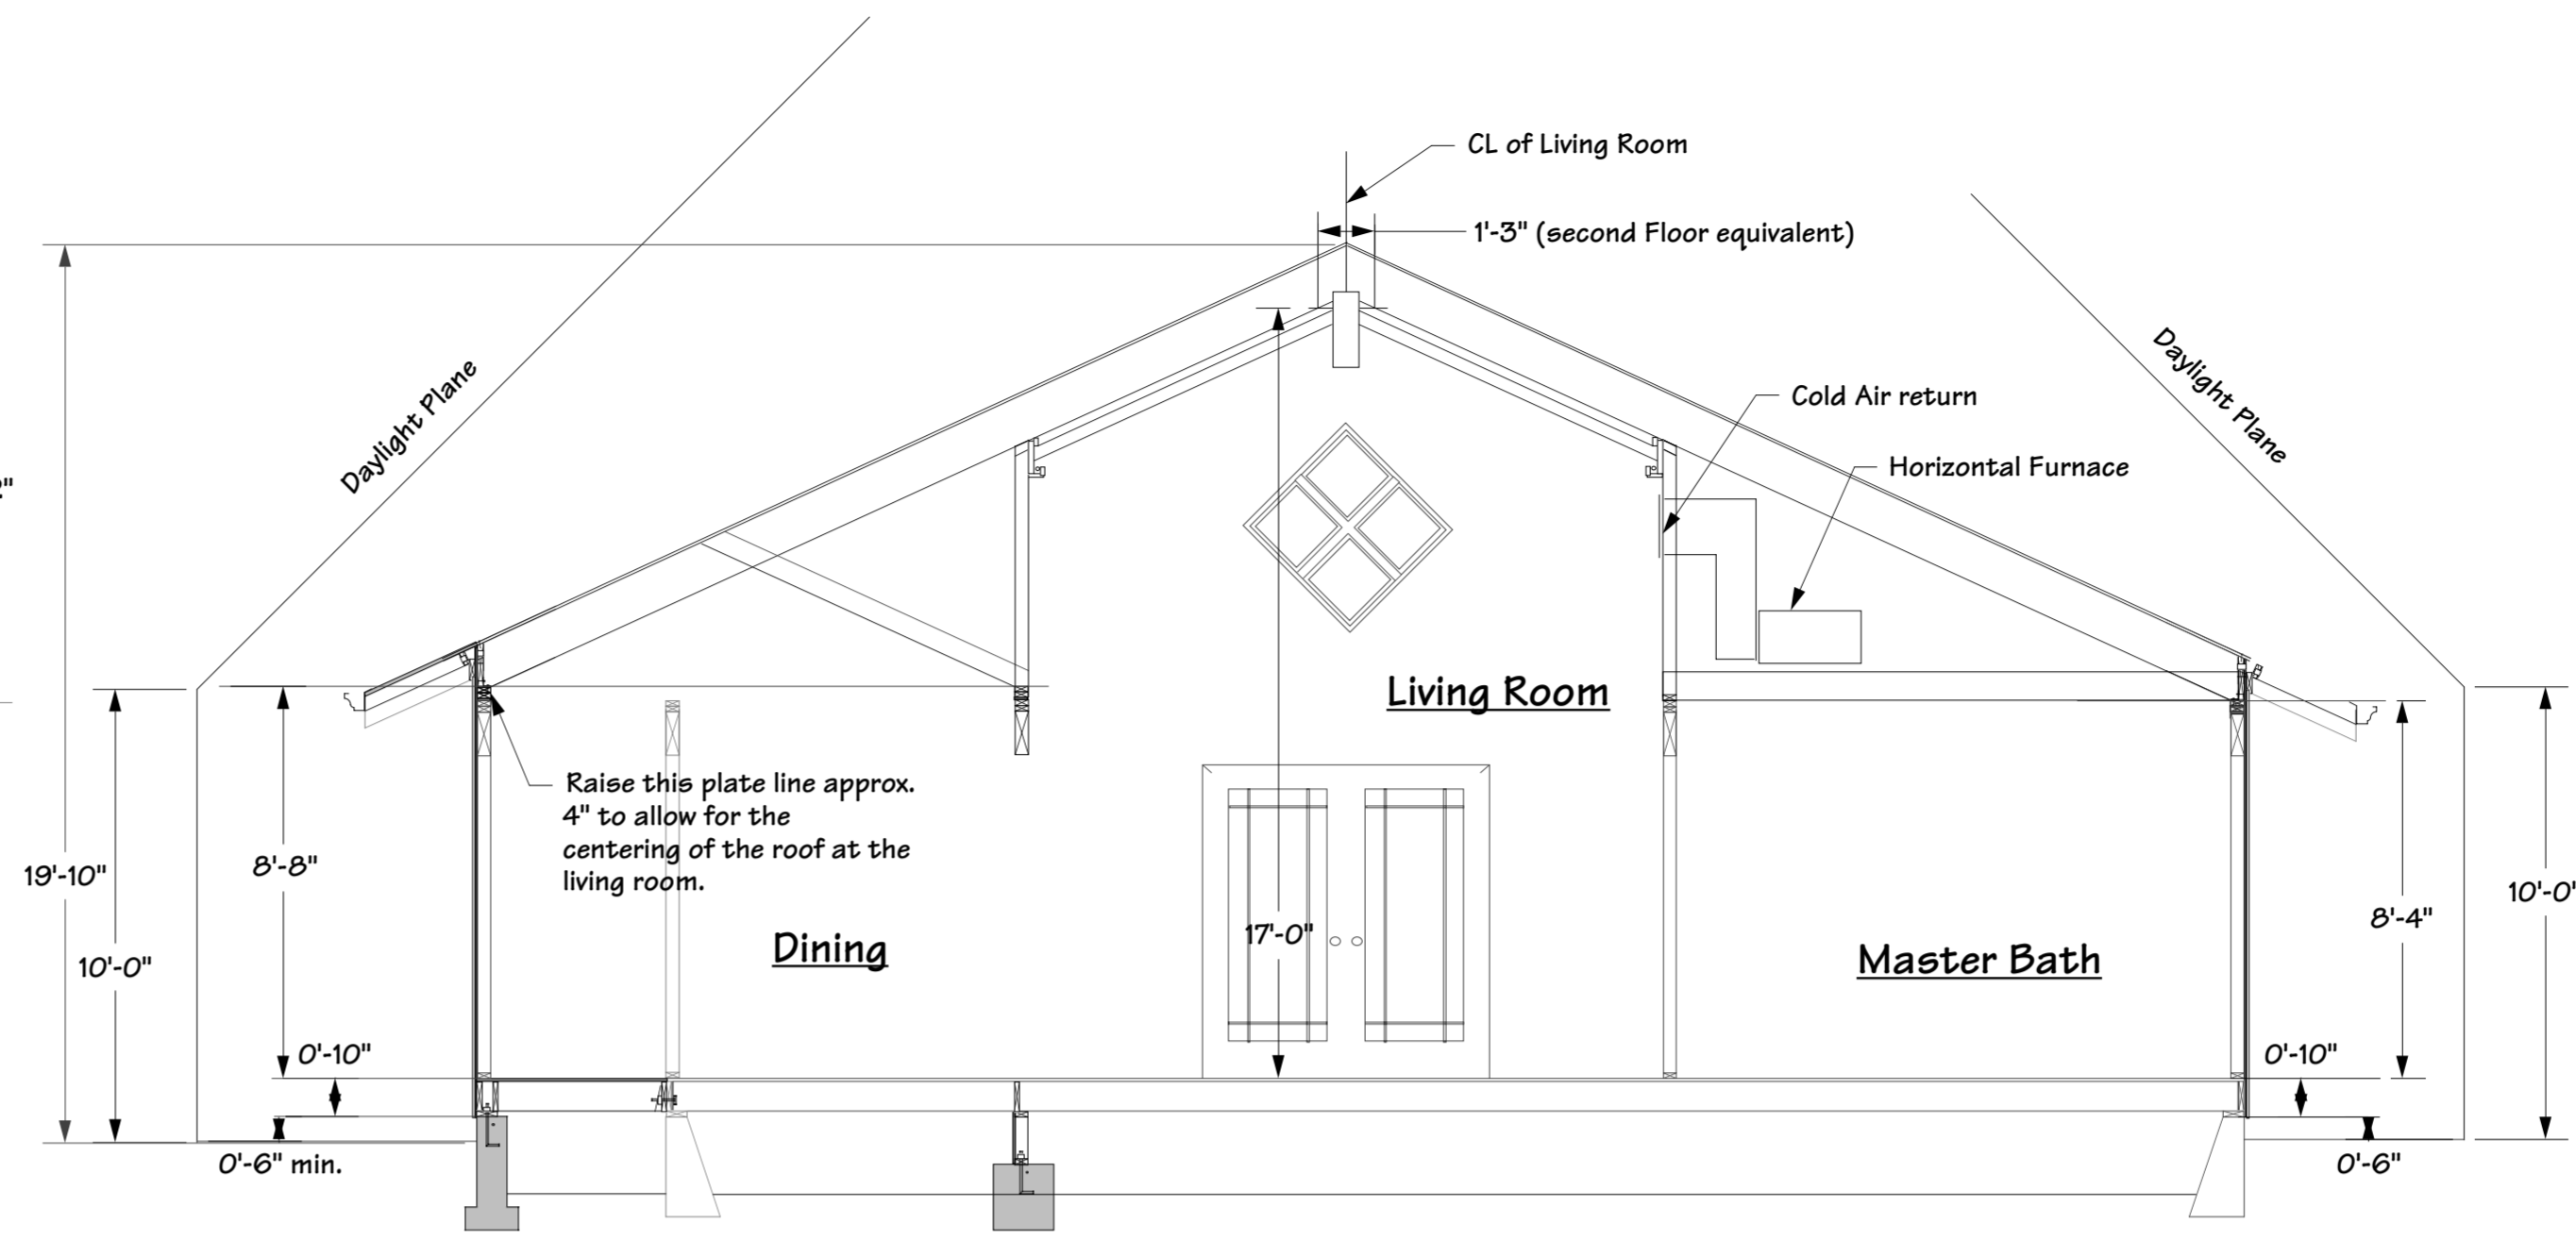 CL of Living Room
1'-3" (second Floor equivalent)
Daylight Plane
Daylight Plane
Cold Air return
Horizontal Furnace
Living Room
Raise this plate line approx.
4" to allow for the
centering of the roof at the
living room.
19'-10"
8'-8"
10'-0"
17'-0"
Dining
Master Bath
8'-4"
10'-0'
0'-10"
0'-10"
0'-6" min.
0'-6"